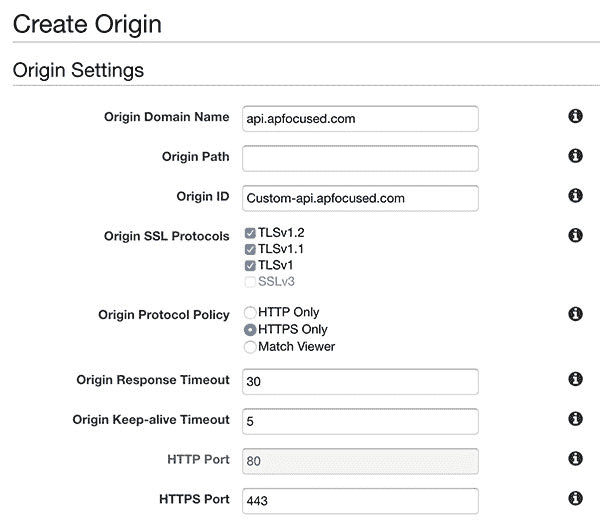 Create Origin
Origin Settings
Origin Domain Name api.apfocused.com
Origin Path
Origin ID Custom-api.apfocused.com
Origin SSL Protocols TLSv1.2
TLSv1.1
TLSv1
SSLv3
Origin Protocol Policy HTTP Only
HTTPS Only
Match Viewer
Origin Response Timeout 30
Origin Keep-alive Timeout 5
HTTP Port 80
HTTPS Port 443